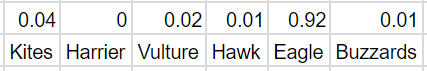 0.04 0 0.02 0.01 0.92 0.01
Kites Harrier Vulture Hawk Eagle Buzzards